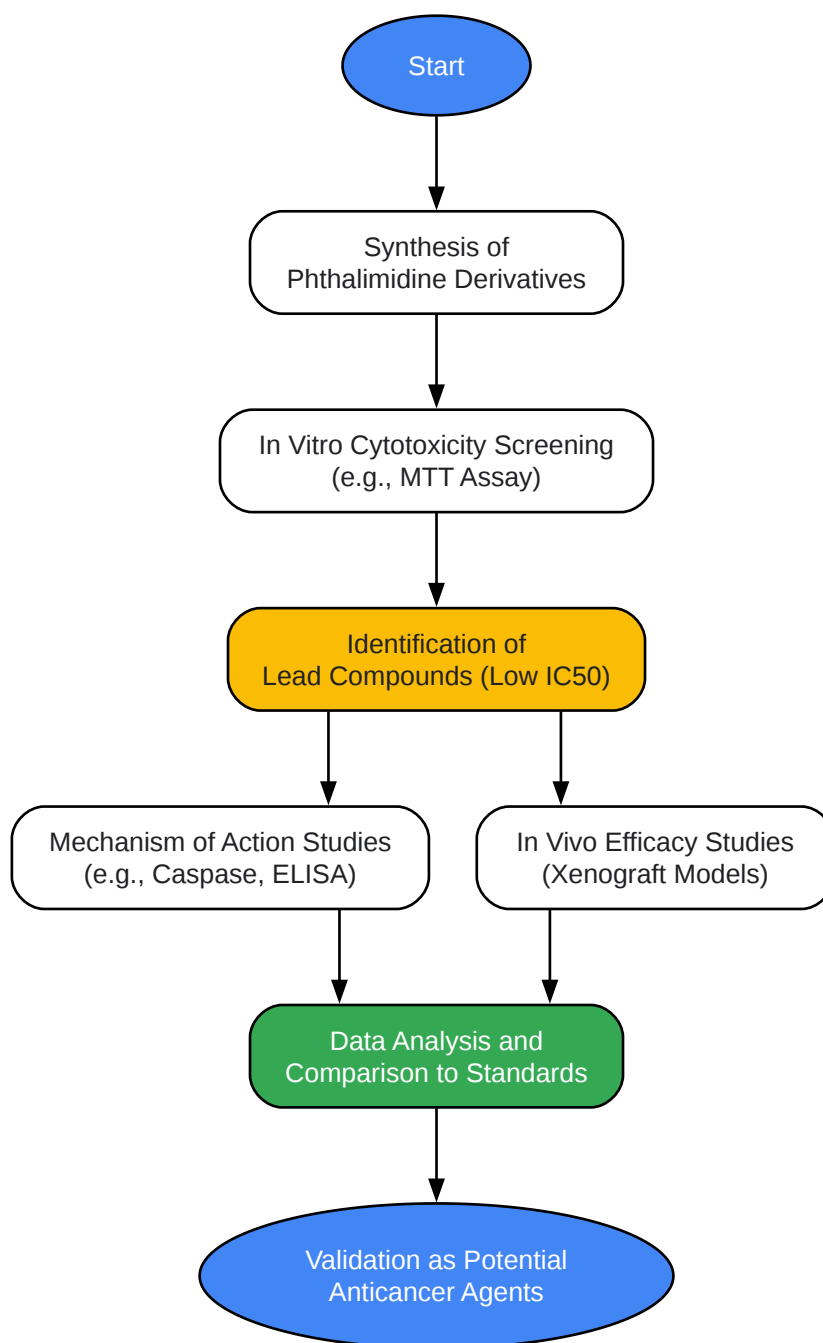 Start
Synthesis of
Phthalimidine Derivatives
In Vitro Cytotoxicity Screening
(e.g., MTT Assay)
Identification of
Lead Compounds (Low IC50)
Mechanism of Action Studies
(e.g., Caspase, ELISA)
In Vivo Efficacy Studies
(Xenograft Models)
Data Analysis and
Comparison to Standards
Validation as Potential
Anticancer Agents